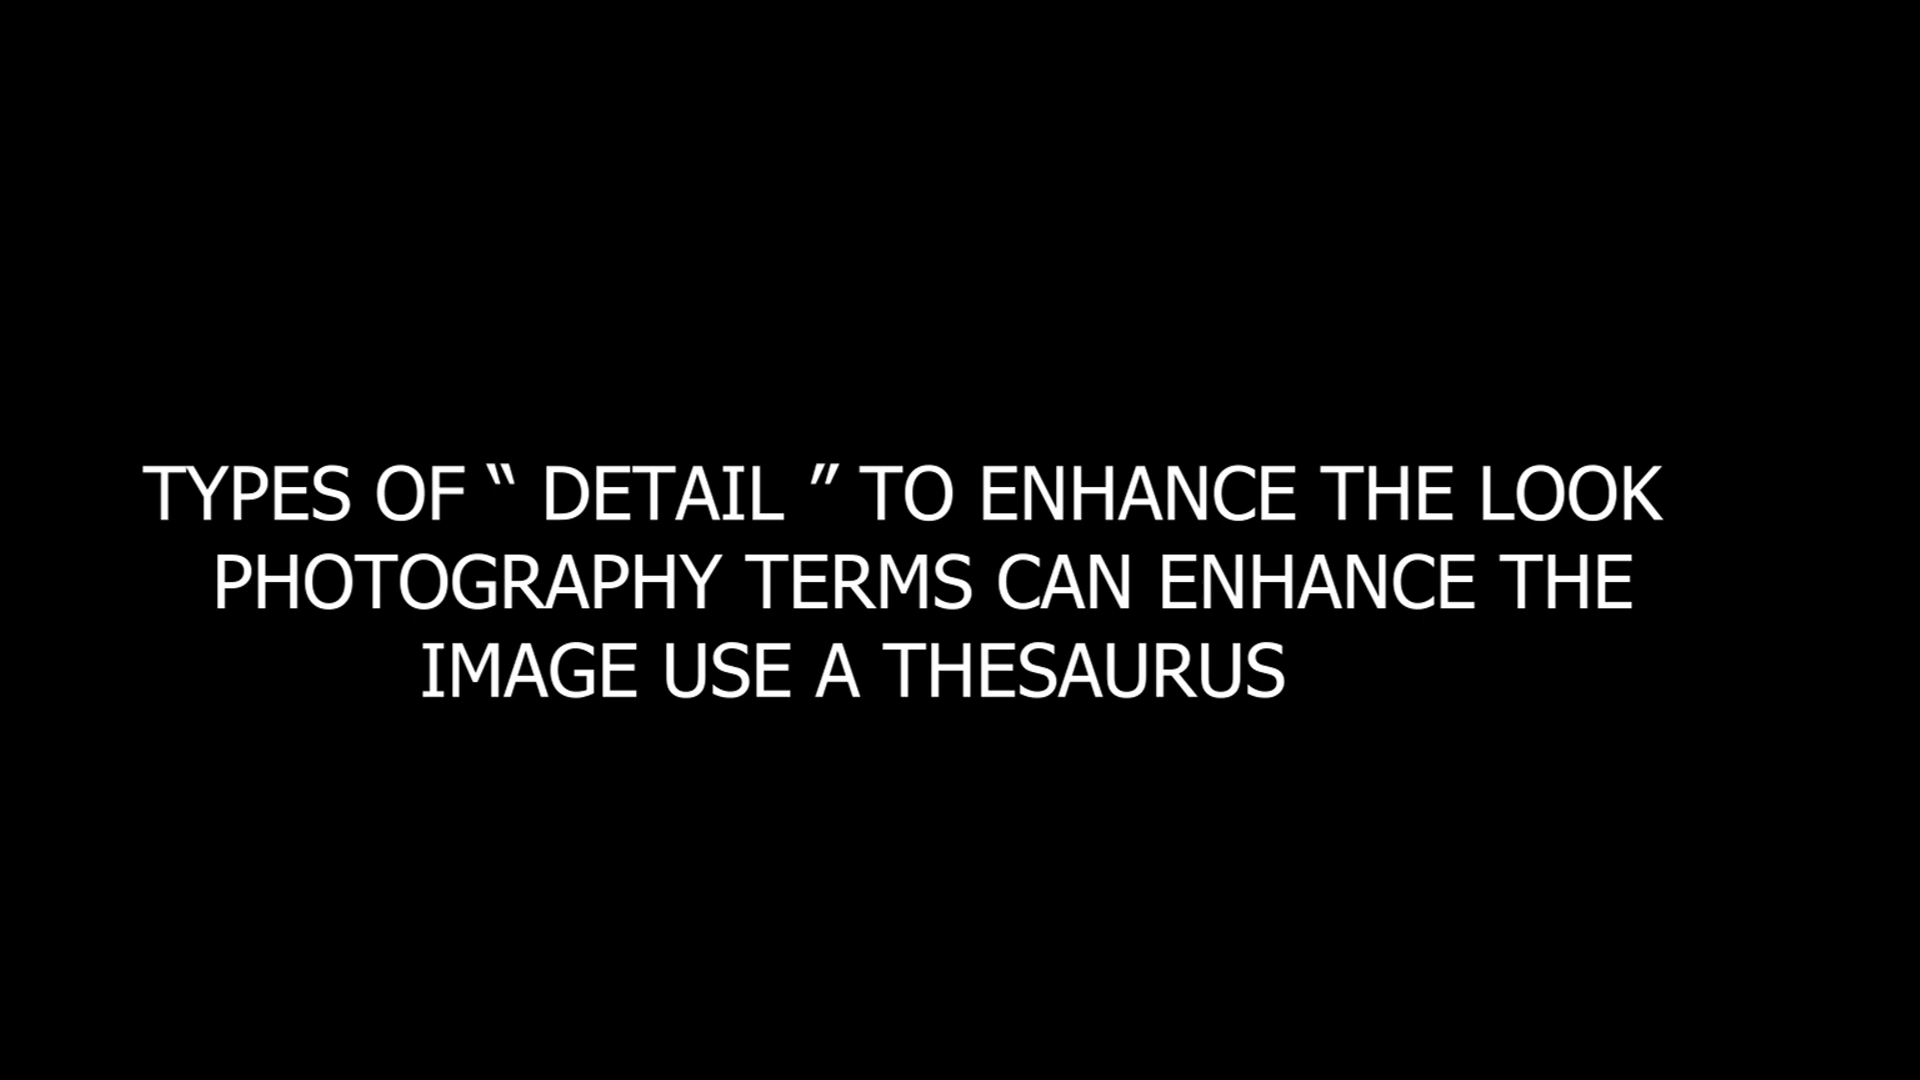 TYPES OF “ DETAIL ” TO ENHANCE THE LOOK
PHOTOGRAPHY TERMS CAN ENHANCE THE
IMAGE USE A THESAURUS